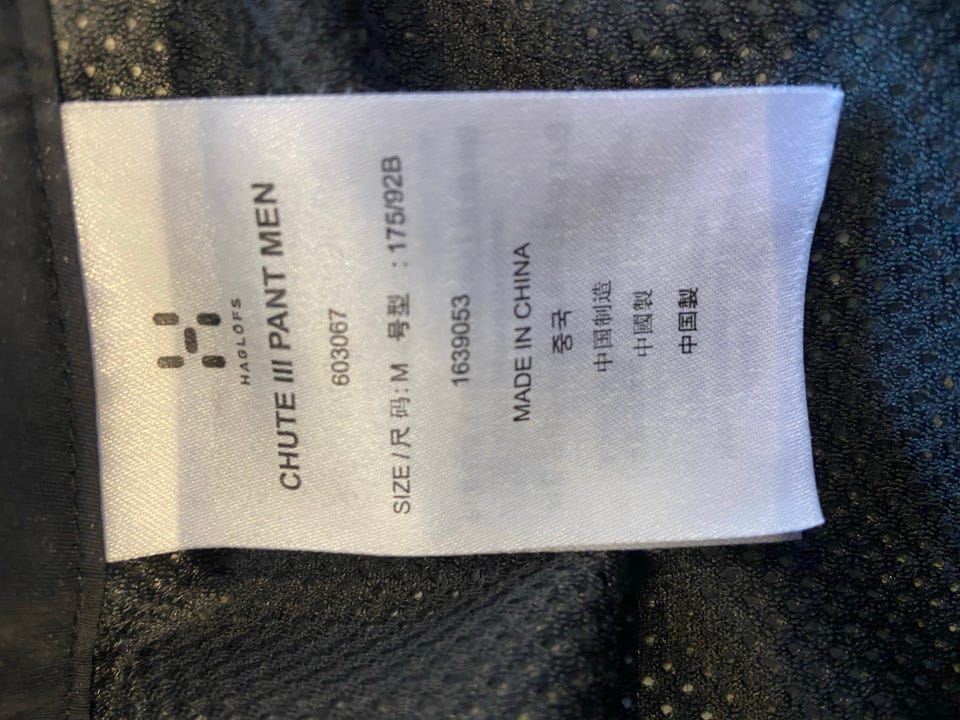 HAGLÖFS
CHUTE III PANT MEN
603067
SIZE / 尺 码: M 号型 : 175/92B
1639053
MADE IN CHINA
중국
中国制造
中國製
中国製